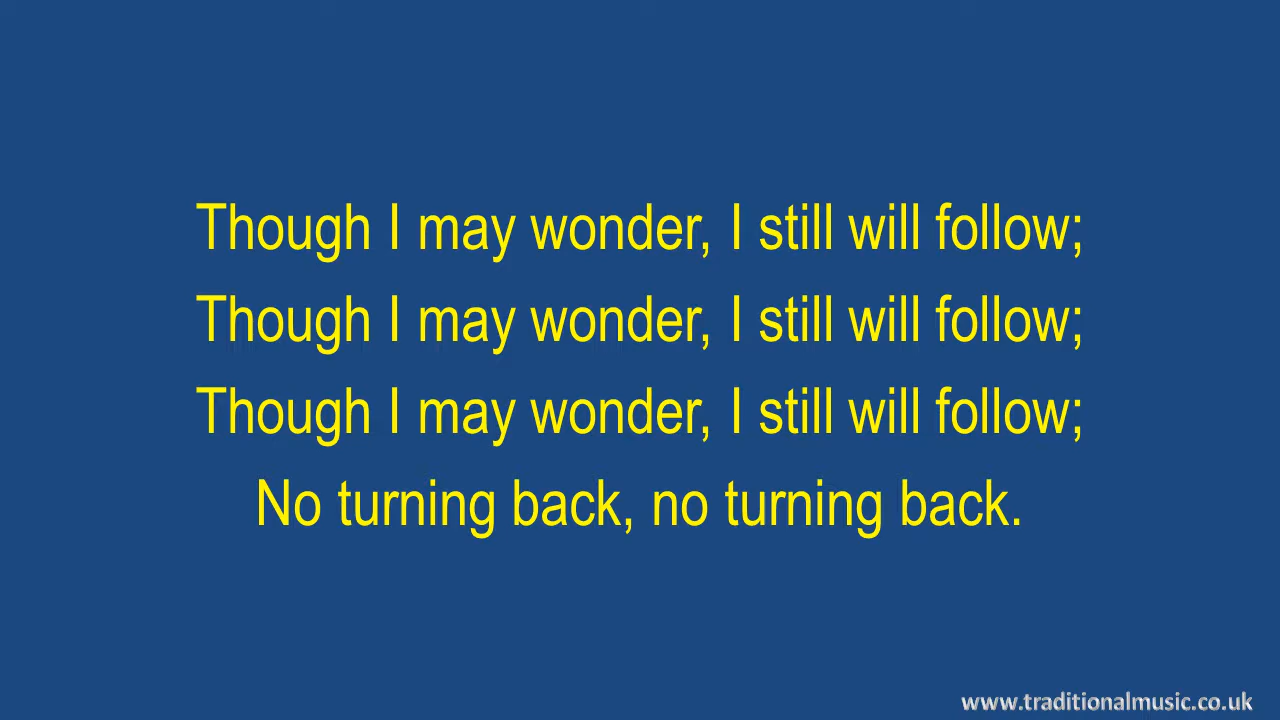 Though I may wonder, I still will follow;
Though I may wonder, I still will follow;
Though I may wonder, I still will follow;
No turning back, no turning back.
www.traditionalmusic.co.uk